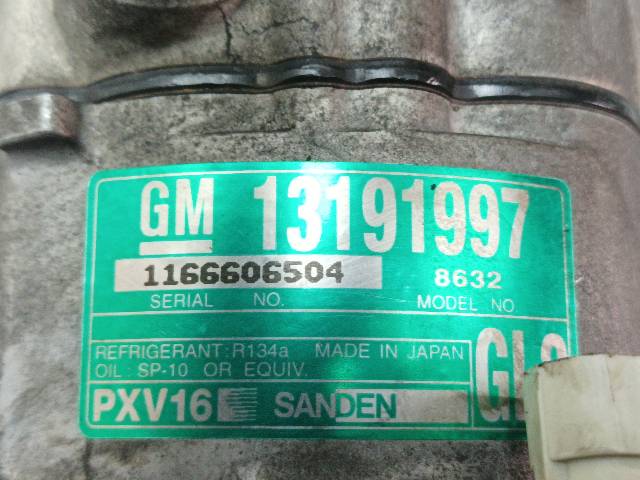 GM 13191997
1166606504 8632
SERIAL NO. MODEL NO.
REFRIGERANT : R134a MADE IN JAPAN
OIL : SP-10 OR EQUIV.
PXV16 SANDEN